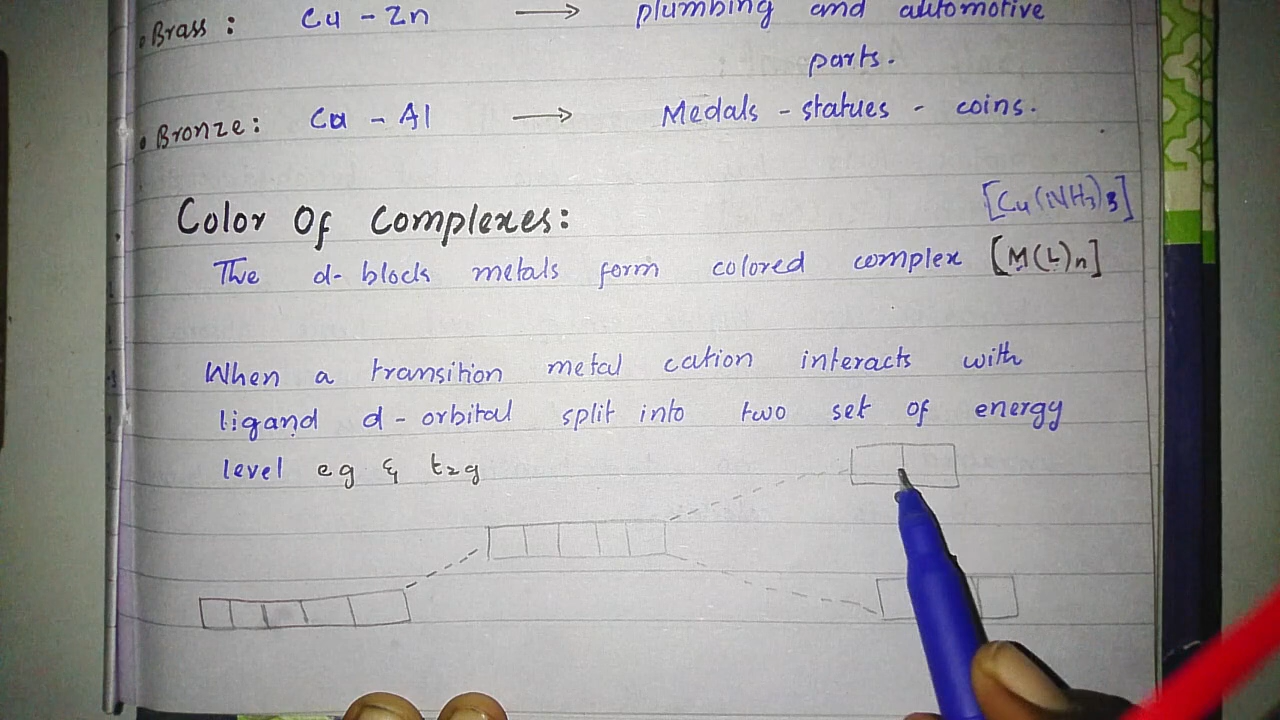 • Brass : Cu - Zn → plumbing and automotive
parts.
• Bronze: Cu - Al → Medals - statues - coins.
[Cu(NH3)3]
Color Of Complexes:
The d- block metals form colored complex [M(L)n]
When a transition metal cation interacts with
ligand d - orbital split into two set of energy
level eg & t2g